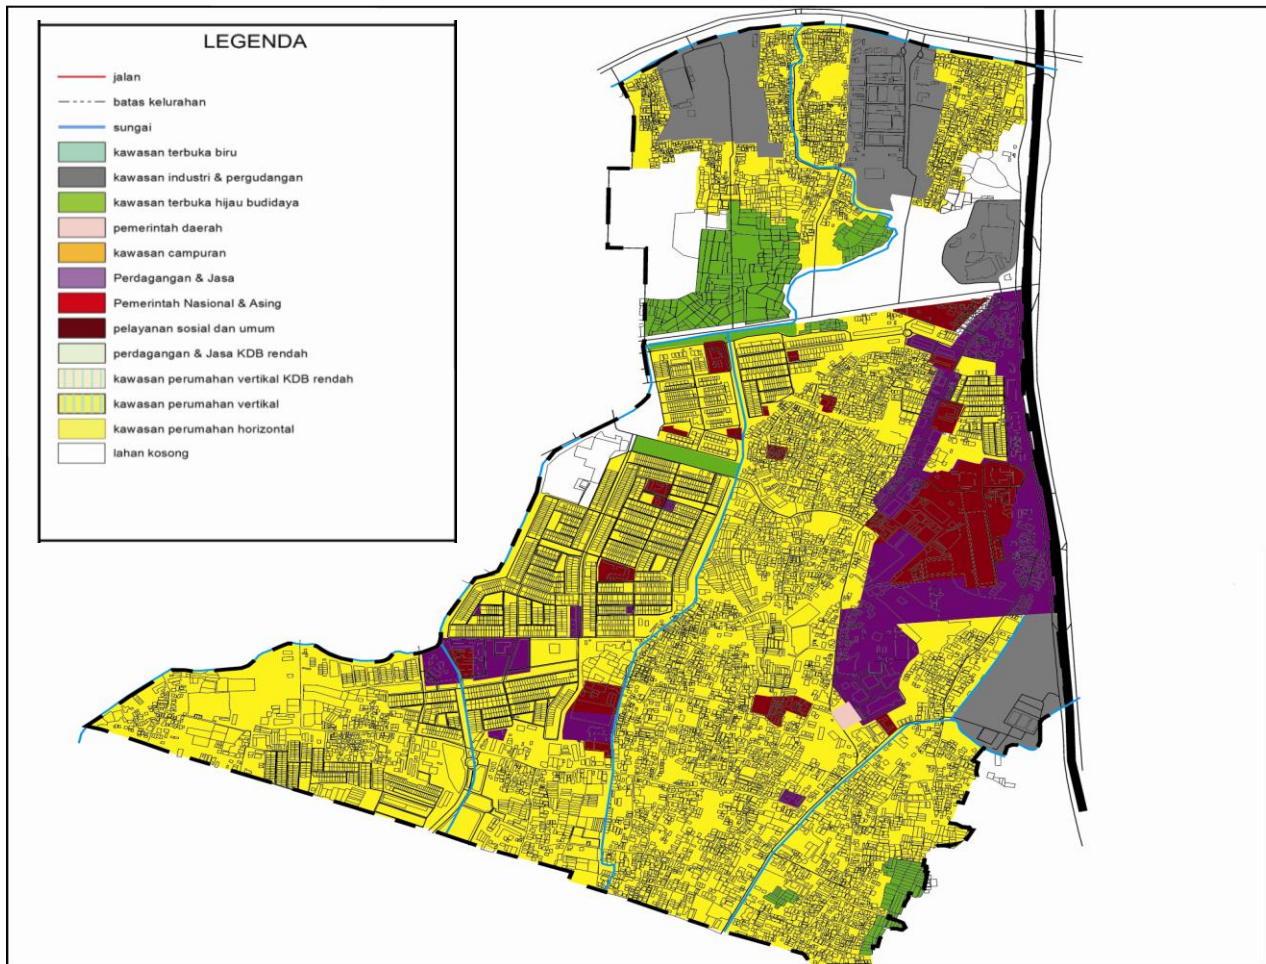 LEGENDA
jalan
batas kelurahan
sungai
kawasan terbuka biru
kawasan industri & pergudangan
kawasan terbuka hijau budidaya
pemerintah daerah
kawasan campuran
Perdagangan & Jasa
Pemerintah Nasional & Asing
pelayanan sosial dan umum
perdagangan & Jasa KDB rendah
kawasan perumahan vertikal KDB rendah
kawasan perumahan vertikal
kawasan perumahan horizontal
lahan kosong